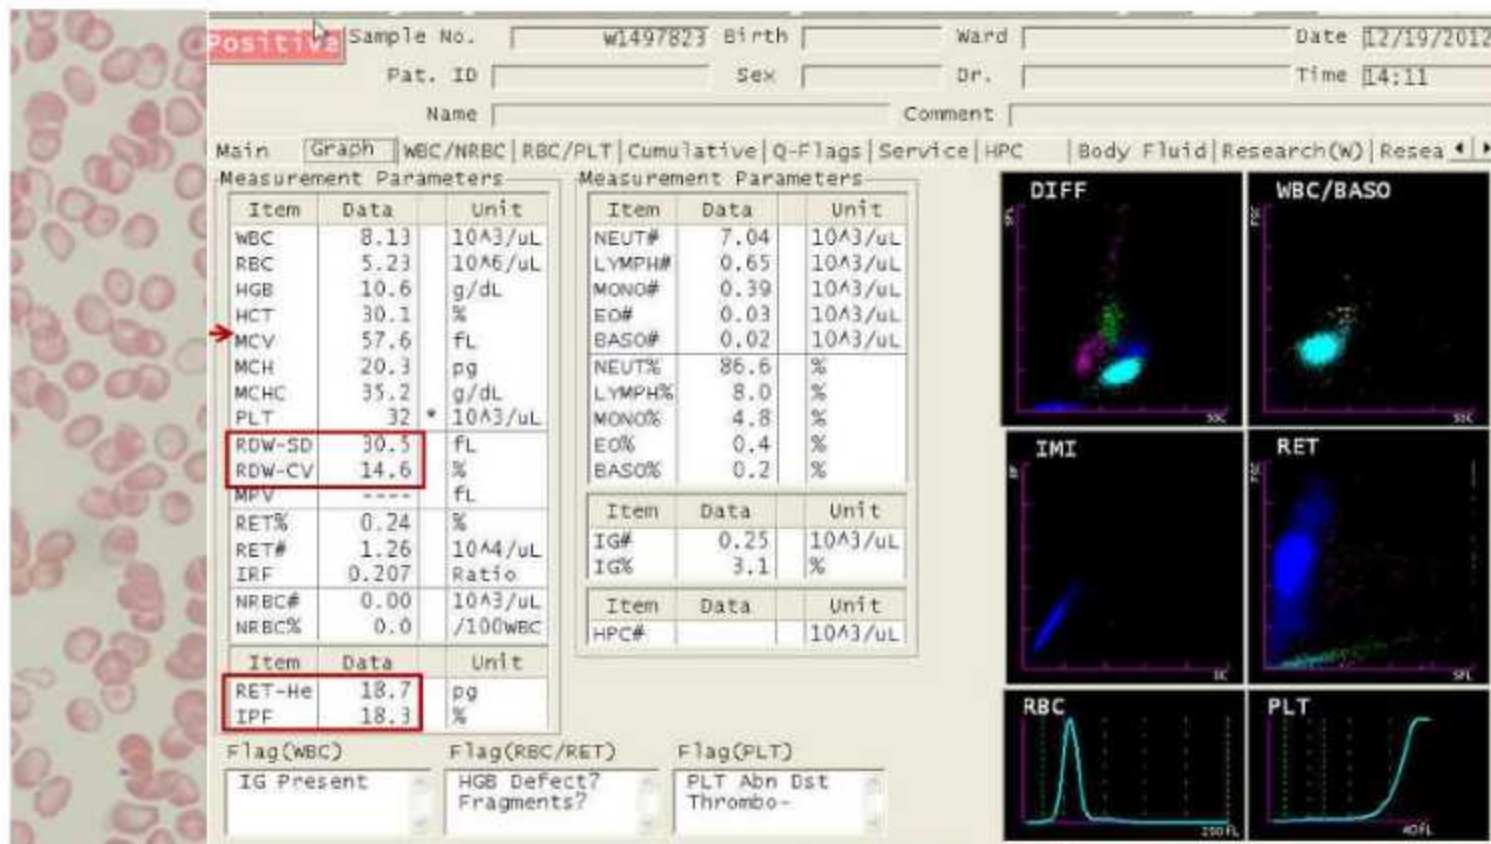 Positive
Sample No. W1497823 Birth Ward Date 12/19/2012
Pat. ID Sex Dr. Time 14:11
Name Comment
Main Graph WBC/NRBC RBC/PLT Cumulative Q-Flags Service HPC Body Fluid Research(W) Resea
Measurement Parameters
Item Data Unit
WBC 8.13 10^3/uL
RBC 5.23 10^6/uL
HGB 10.6 g/dL
HCT 30.1 %
MCV 57.6 fL
MCH 20.3 pg
MCHC 35.2 g/dL
PLT 32 * 10^3/uL
RDW-SD 30.5 fL
RDW-CV 14.6 %
MPV ---- fL
RET% 0.24 %
RET# 1.26 10^4/uL
IRF 0.207 Ratio
NRBC# 0.00 10^3/uL
NRBC% 0.0 /100WBC
Item Data Unit
RET-He 18.7 pg
IPF 18.3 %
Measurement Parameters
Item Data Unit
NEUT# 7.04 10^3/uL
LYMPH# 0.65 10^3/uL
MONO# 0.39 10^3/uL
EO# 0.03 10^3/uL
BASO# 0.02 10^3/uL
NEUT% 86.6 %
LYMPH% 8.0 %
MONO% 4.8 %
EO% 0.4 %
BASO% 0.2 %
Item Data Unit
IG# 0.25 10^3/uL
IG% 3.1 %
Item Data Unit
HPC# 10^3/uL
Flag(WBC)
IG Present
Flag(RBC/RET)
HGB Defect?
Fragments?
Flag(PLT)
PLT Abn Dst
Thrombo-
DIFF
SFL
SSC
WBC/BASO
FSC
SSC
IMI
RF
DC
RET
FSC
SFL
RBC
250fL
PLT
40fL